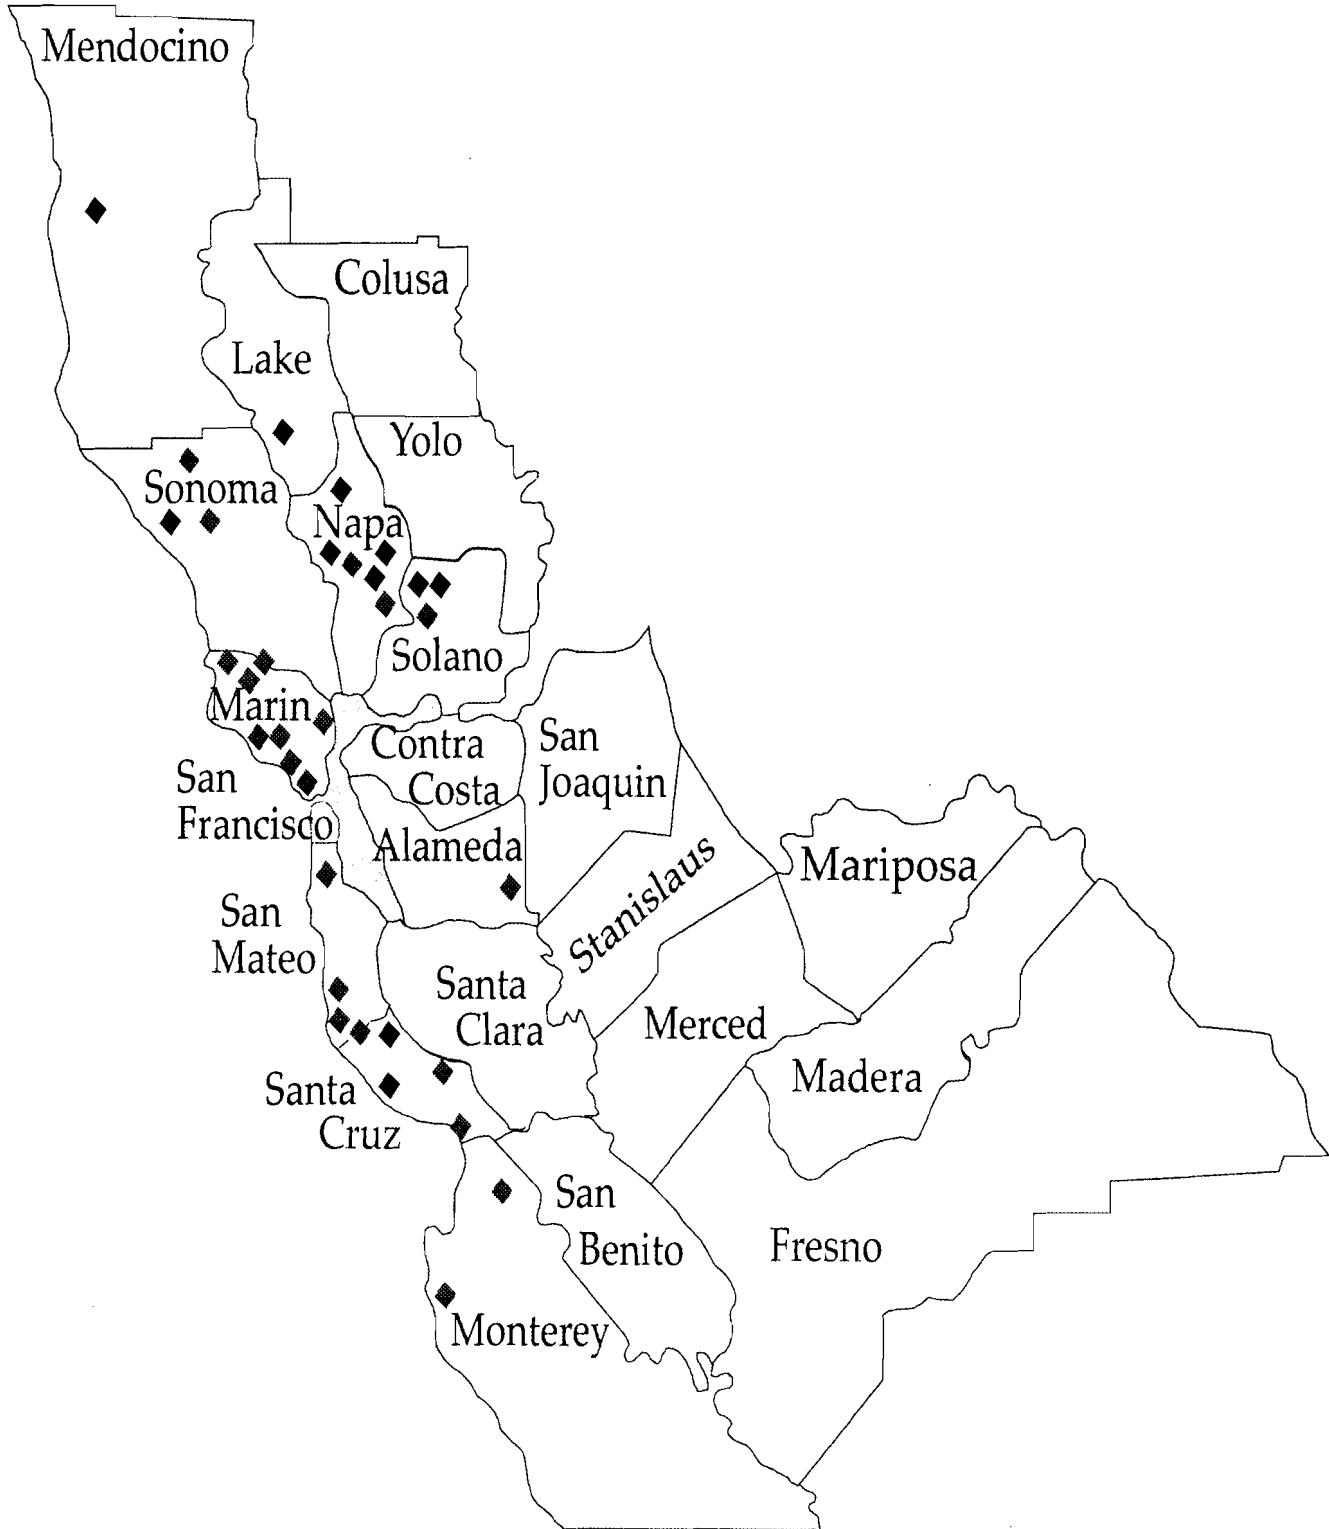 Mendocino
Colusa
Lake
Yolo
Sonoma
Napa
Solano
Marin
Contra
Costa
San
Joaquin
San
Francisco
Alameda
Stanislaus
Mariposa
San
Mateo
Santa
Clara
Merced
Madera
Santa
Cruz
San
Benito
Fresno
Monterey